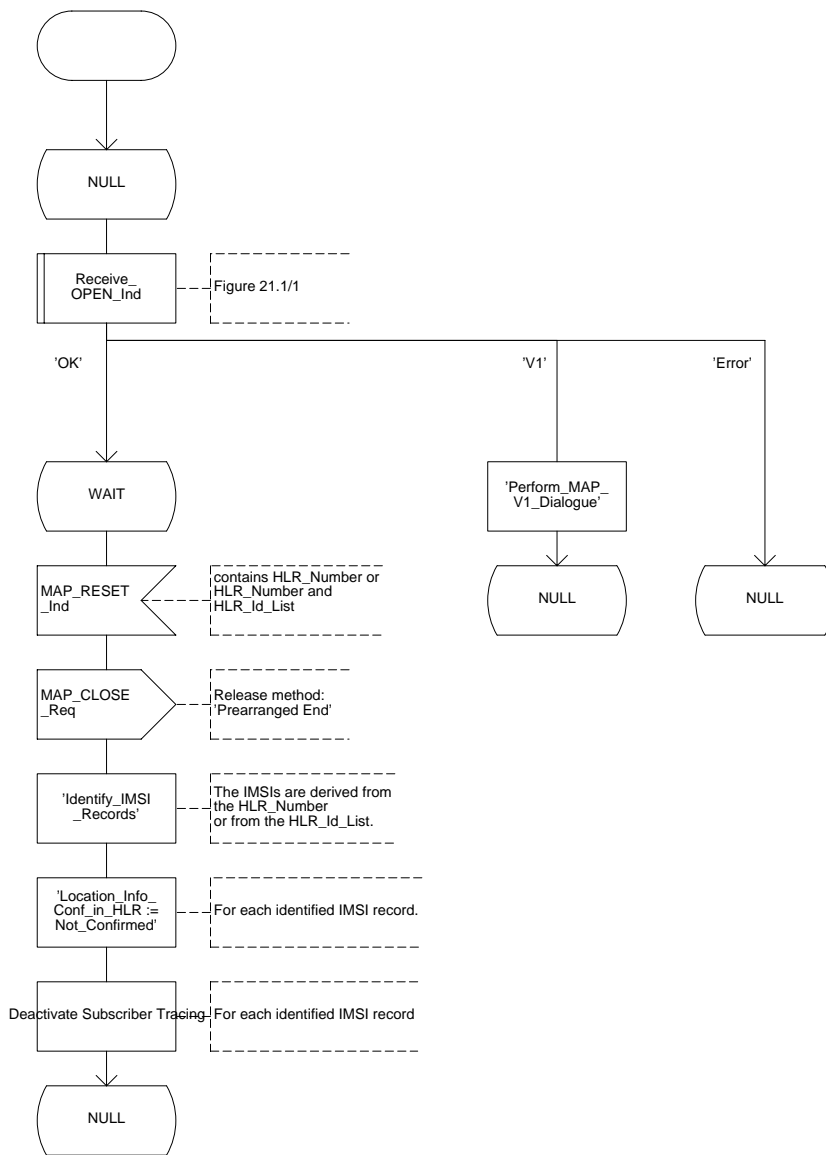 NULL
Receive_
OPEN_Ind
Figure 21.1/1
'OK'
'V1'
'Error'
WAIT
'Perform_MAP_
V1_Dialogue'
MAP_RESET
_Ind
contains HLR_Number or
HLR_Number and
HLR_Id_List
NULL
NULL
MAP_CLOSE
_Req
Release method:
'Prearranged End'
'Identify_IMSI
_Records'
The IMSIs are derived from
the HLR_Number
or from the HLR_Id_List.
'Location_Info_
Conf_in_HLR :=
Not_Confirmed'
For each identified IMSI record.
Deactivate Subscriber Tracing
For each identified IMSI record
NULL